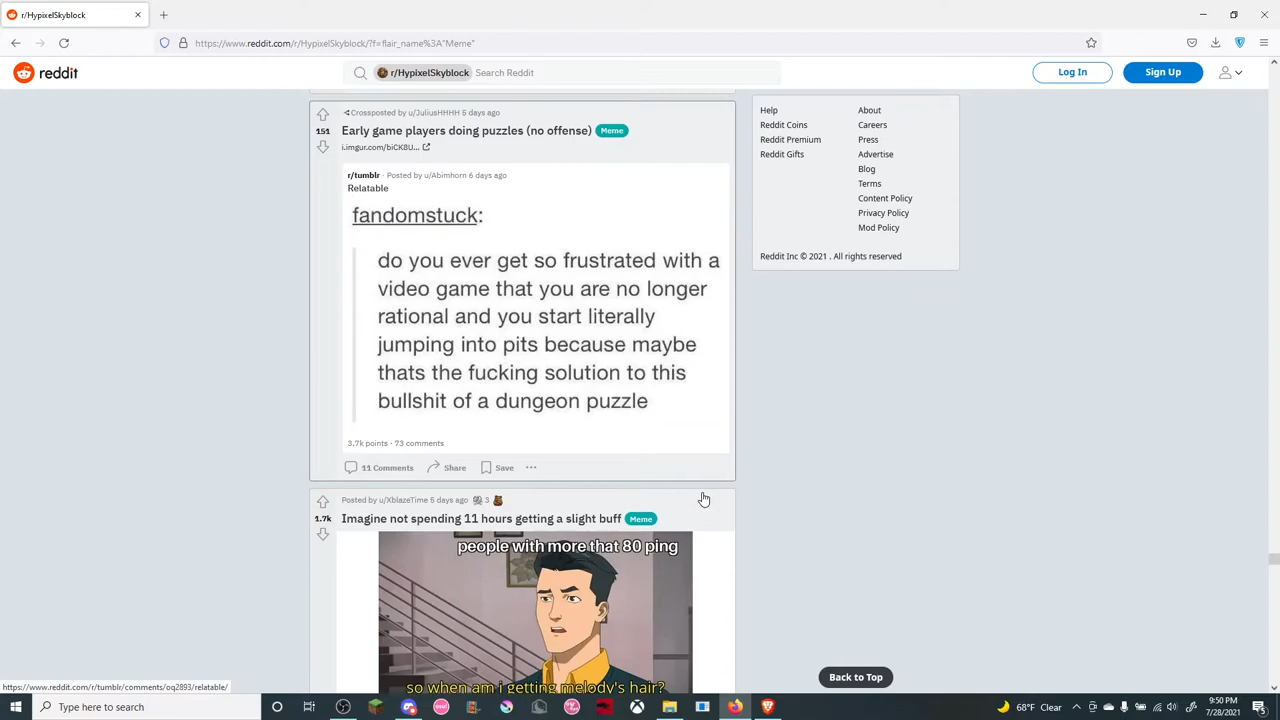 r/HypixelSkyblock
https://www.reddit.com/r/HypixelSkyblock/?f=flair_name%3A"Meme"
reddit
r/HypixelSkyblock Search Reddit
Log In
Sign Up
Crossposted by u/JuliusHHHH 5 days ago
151
Early game players doing puzzles (no offense) Meme
i.imgur.com/biCK8U...
r/tumblr · Posted by u/Abimhorn 6 days ago
Relatable
fandomstuck:
do you ever get so frustrated with a
video game that you are no longer
rational and you start literally
jumping into pits because maybe
thats the fucking solution to this
bullshit of a dungeon puzzle
3.7k points · 73 comments
11 Comments Share Save
Posted by u/XblazeTime 5 days ago 3
1.7k
Imagine not spending 11 hours getting a slight buff Meme
people with more that 80 ping
so when am i getting melody's hair?
Help About
Reddit Coins Careers
Reddit Premium Press
Reddit Gifts Advertise
Blog
Terms
Content Policy
Privacy Policy
Mod Policy
Reddit Inc © 2021 . All rights reserved
Back to Top
https://www.reddit.com/r/tumblr/comments/oq2893/relatable/
Type here to search
68°F Clear
9:50 PM
7/28/2021